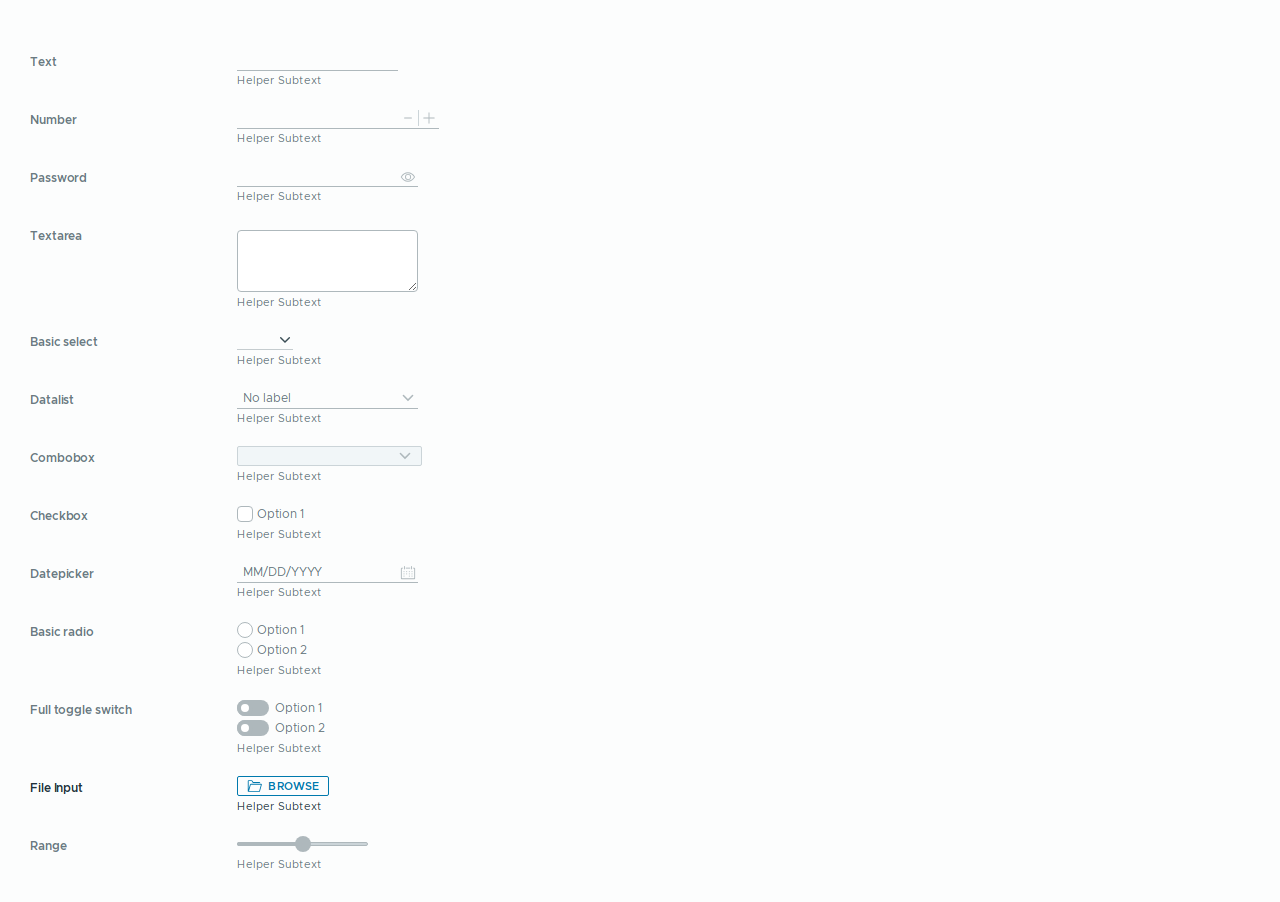 Text
Helper Subtext
Number
Helper Subtext
Password
Helper Subtext
Textarea
Helper Subtext
Basic select
Helper Subtext
Datalist
No label
Helper Subtext
Combobox
Helper Subtext
Checkbox
Option 1
Helper Subtext
Datepicker
MM/DD/YYYY
Helper Subtext
Basic radio
Option 1
Option 2
Helper Subtext
Full toggle switch
Option 1
Option 2
Helper Subtext
File Input
BROWSE
Helper Subtext
Range
Helper Subtext